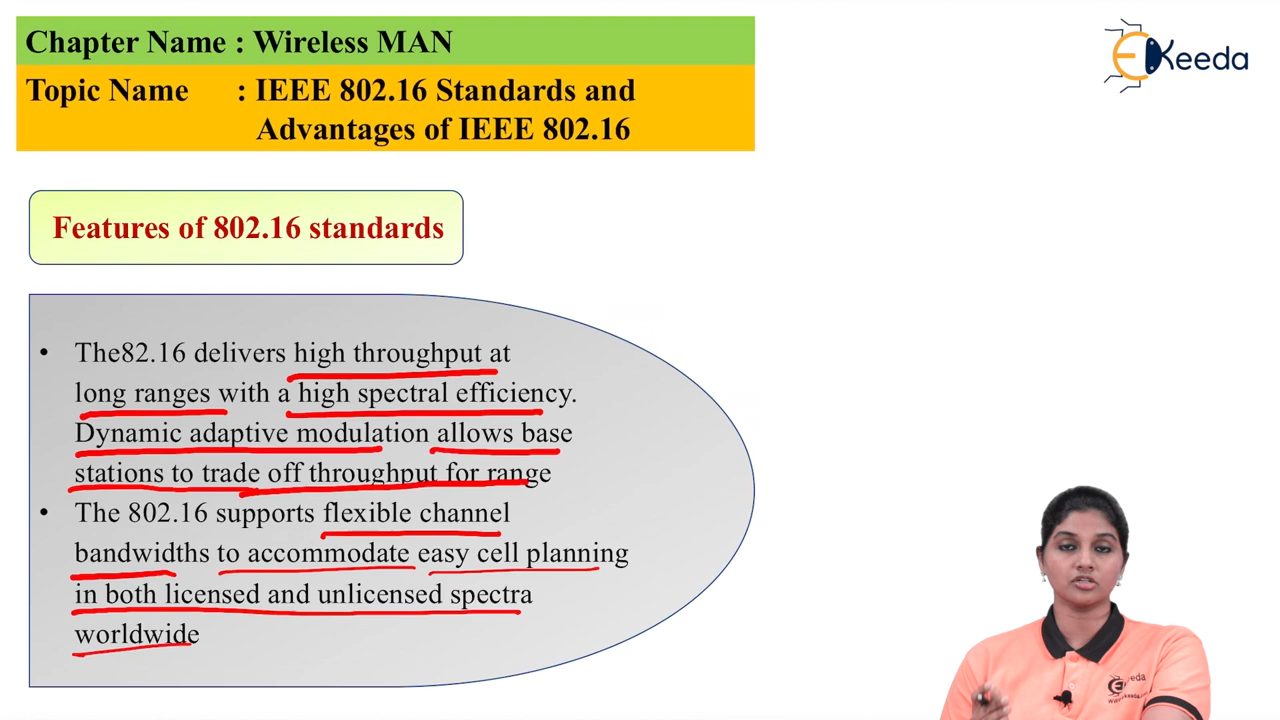 Chapter Name : Wireless MAN
Keeda
Topic Name : IEEE 802.16 Standards and
Advantages of IEEE 802.16
Features of 802.16 standards
• The82.16 delivers high throughput at
long ranges with a high spectral efficiency.
Dynamic adaptive modulation allows base
stations to trade off throughput for range
• The 802.16 supports flexible channel
bandwidths to accommodate easy cell planning
in both licensed and unlicensed spectra
worldwide